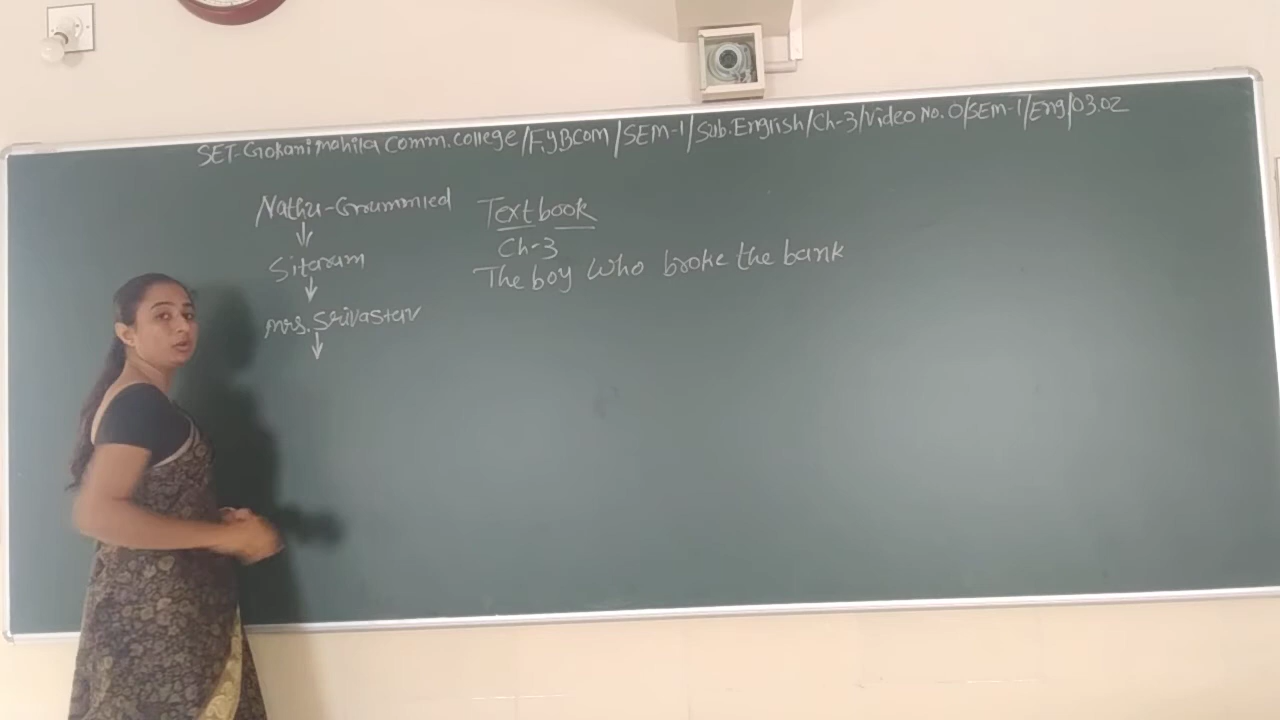 SET-Gokani mahila Comm. college/F.yBcom/SEM-1/Sub.English/Ch-3/Video No. 0/SEM-1/Eng/03.02
Nathu-Grummled
Sitaram
Mrs. Srivastav
Textbook
Ch-3
The boy Who broke the bank